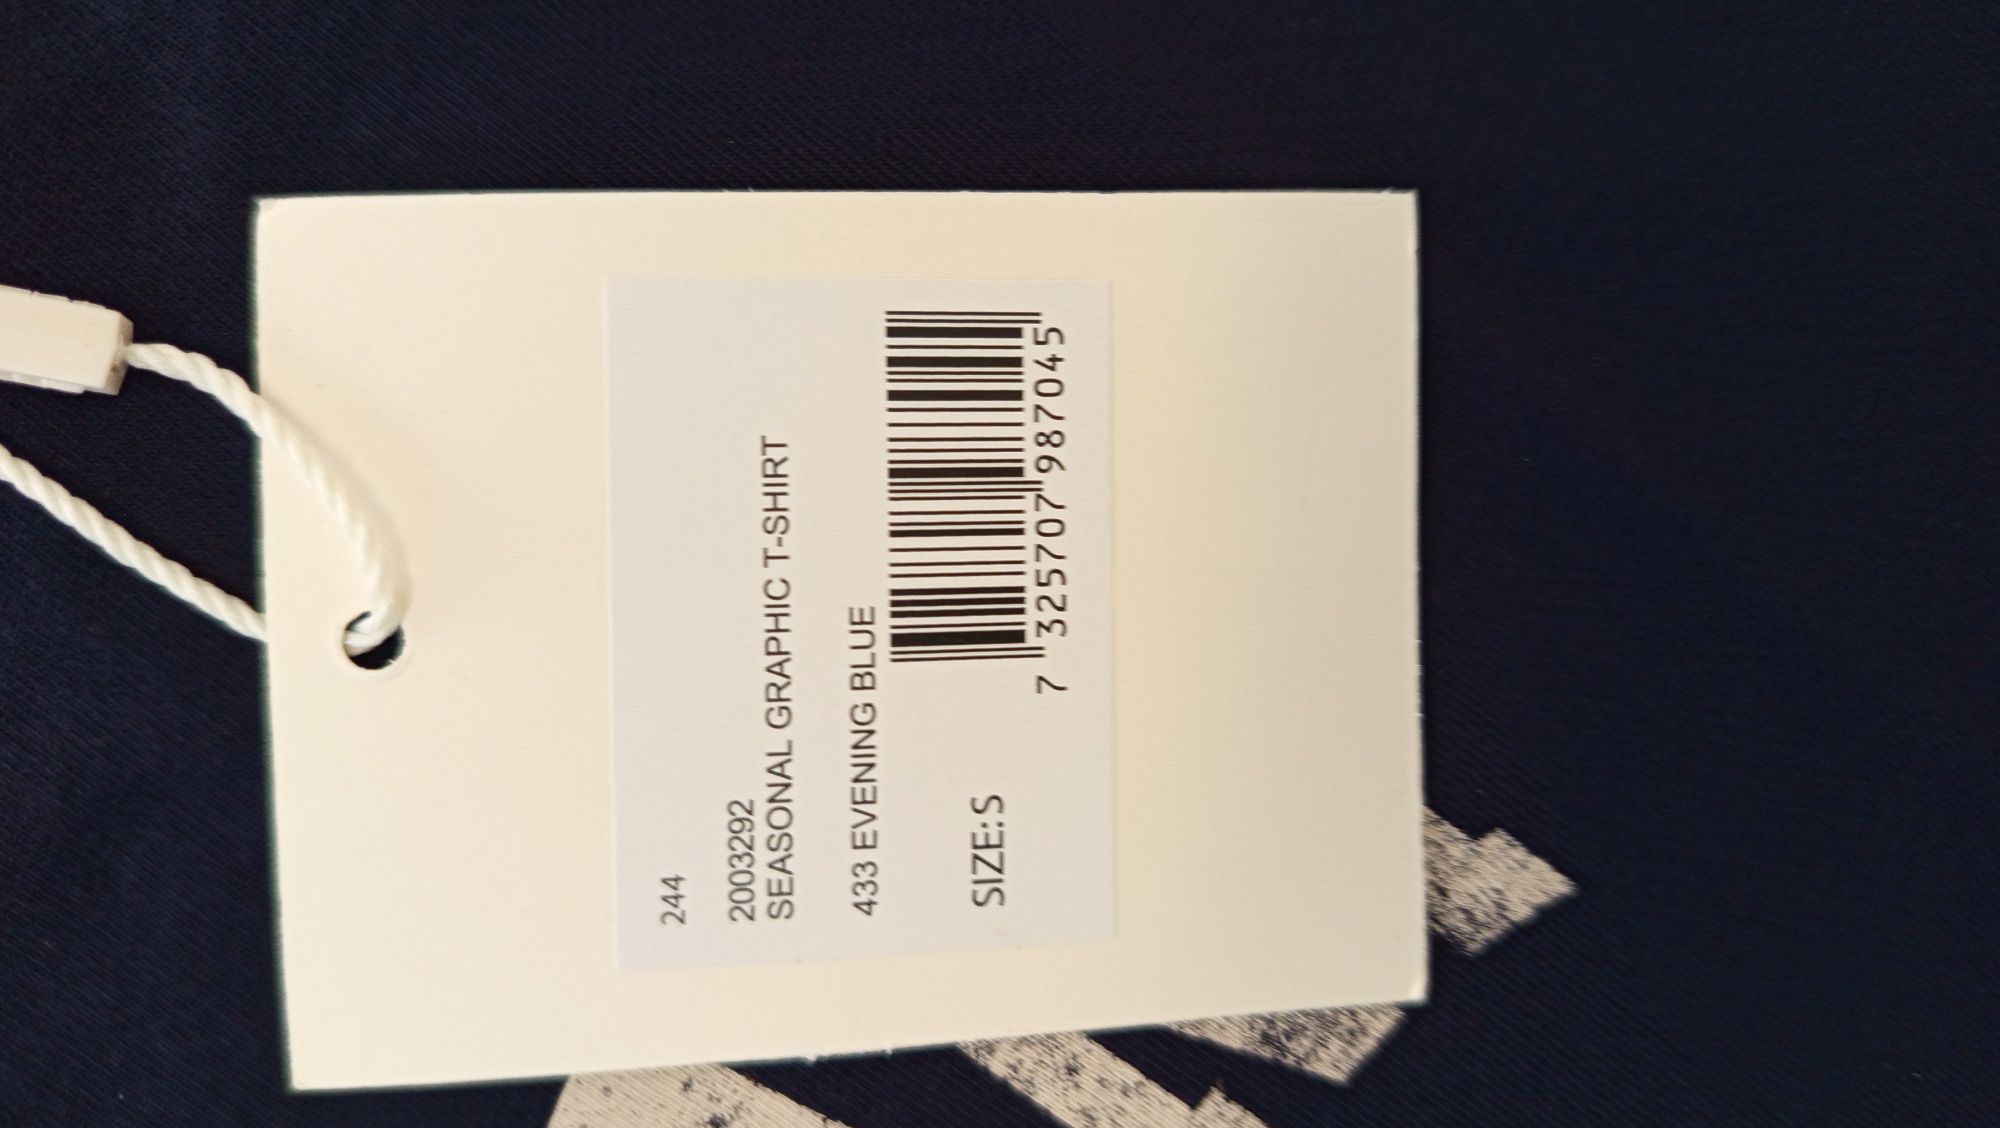 244
2003292
SEASONAL GRAPHIC T-SHIRT
433 EVENING BLUE
SIZE: S
7 325707 987045